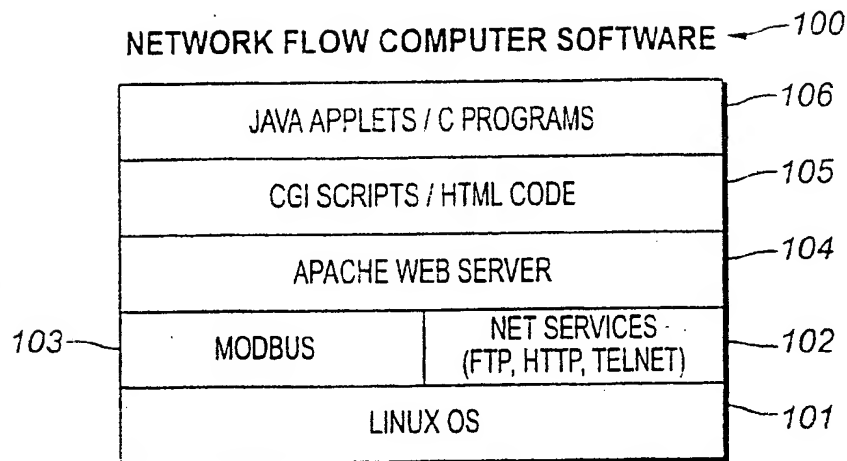 NETWORK FLOW COMPUTER SOFTWARE 100
JAVA APPLETS / C PROGRAMS 106
CGI SCRIPTS / HTML CODE 105
APACHE WEB SERVER 104
103 MODBUS NET SERVICES 102
(FTP, HTTP, TELNET)
LINUX OS 101